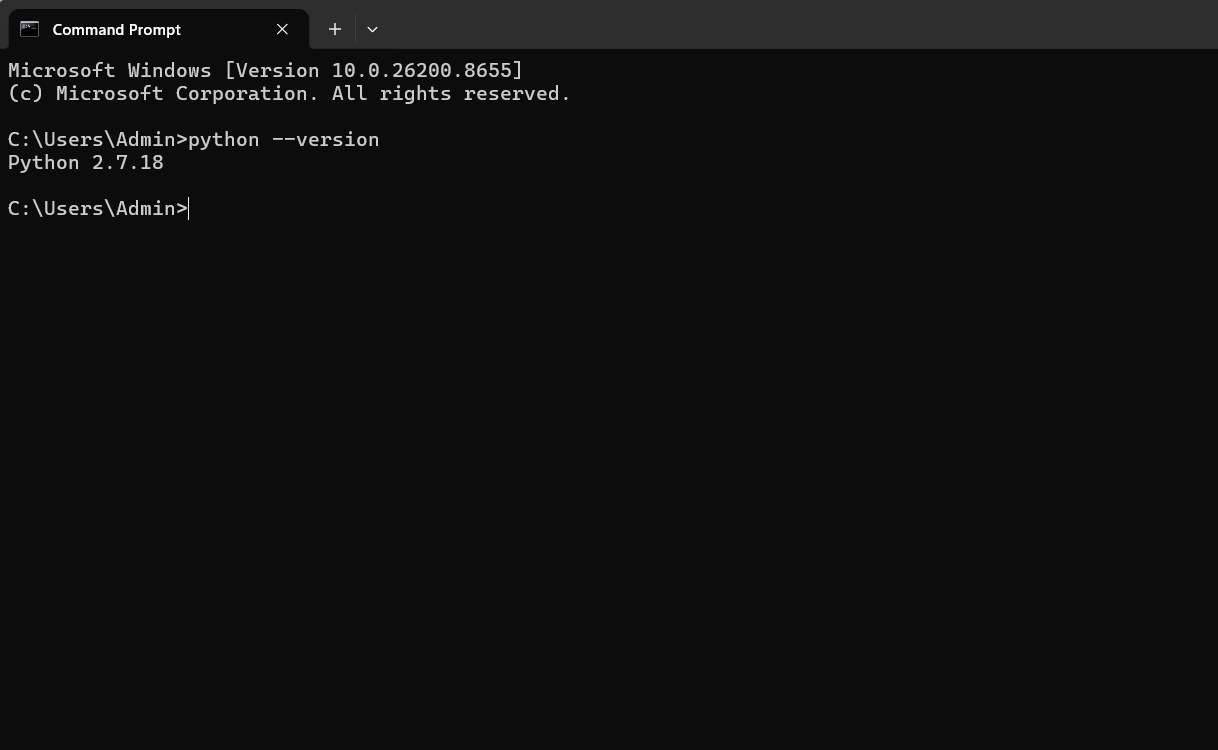 Command Prompt
Microsoft Windows [Version 10.0.26200.8655]
(c) Microsoft Corporation. All rights reserved.
C:\Users\Admin>python --version
Python 2.7.18
C:\Users\Admin>